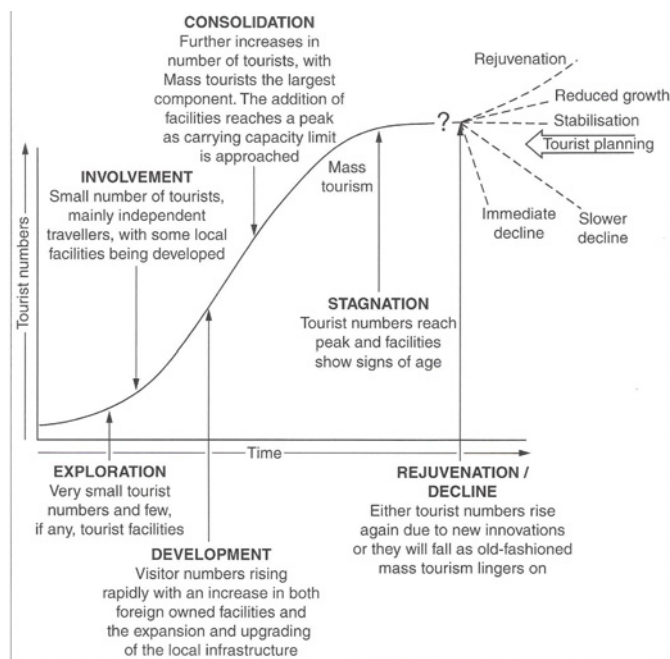 CONSOLIDATION
Further increases in
number of tourists, with
Mass tourists the largest
component. The addition of
facilities reaches a peak
as carrying capacity limit
is approached
Rejuvenation
Reduced growth
?
Stabilisation
Tourist planning
INVOLVEMENT
Small number of tourists,
mainly independent
travellers, with some local
facilities being developed
Mass
tourism
Immediate
decline
Slower
decline
Tourist numbers
STAGNATION
Tourist numbers reach
peak and facilities
show signs of age
Time
EXPLORATION
Very small tourist
numbers and few,
if any, tourist facilities
REJUVENATION /
DECLINE
Either tourist numbers rise
again due to new innovations
or they will fall as old-fashioned
mass tourism lingers on
DEVELOPMENT
Visitor numbers rising
rapidly with an increase in both
foreign owned facilities and
the expansion and upgrading
of the local infrastructure